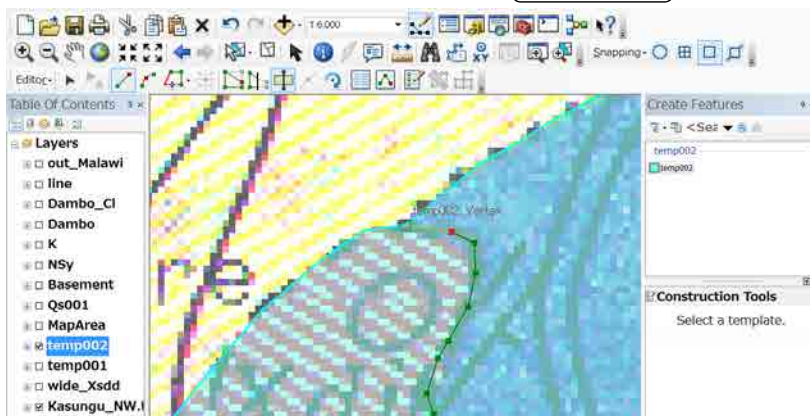 1:6,000
Snapping
Editor
Table Of Contents
Layers
out_Malawi
line
Dambo_Cl
Dambo
K
NSy
Basement
Qs001
MapArea
temp002
temp001
wide_Xsdd
Kasungu_NW.
re
temp002: Vertex
Create Features
<Sea
temp002
temp002
Construction Tools
Select a template.